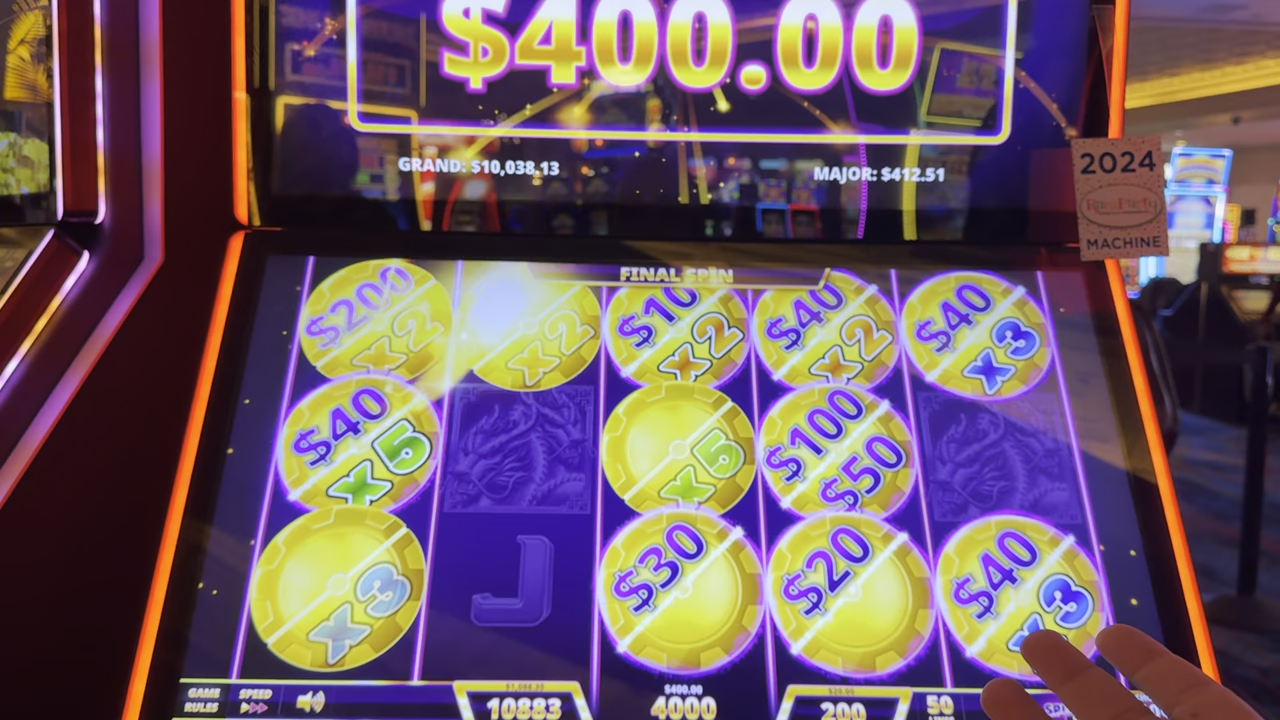 $400.00
GRAND: $10,038.13
MAJOR: $412.51
2024
MACHINE
FINAL SPIN
$200 x2
x2
$10 x2
$40 x2
$40 x3
$40 x5
x5
$100 $50
x3
J
$30
$20
$40 x3
GAME RULES
SPEED
10883
$400.00
4000
200
50